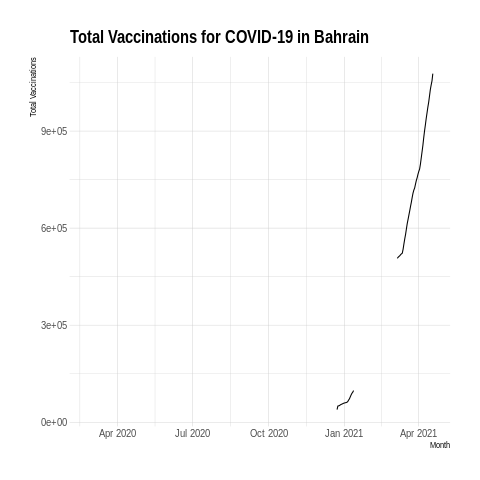 Total Vaccinations for COVID-19 in Bahrain
Total Vaccinations
9e+05
6e+05
3e+05
0e+00
Apr 2020 Jul 2020 Oct 2020 Jan 2021 Apr 2021
Month